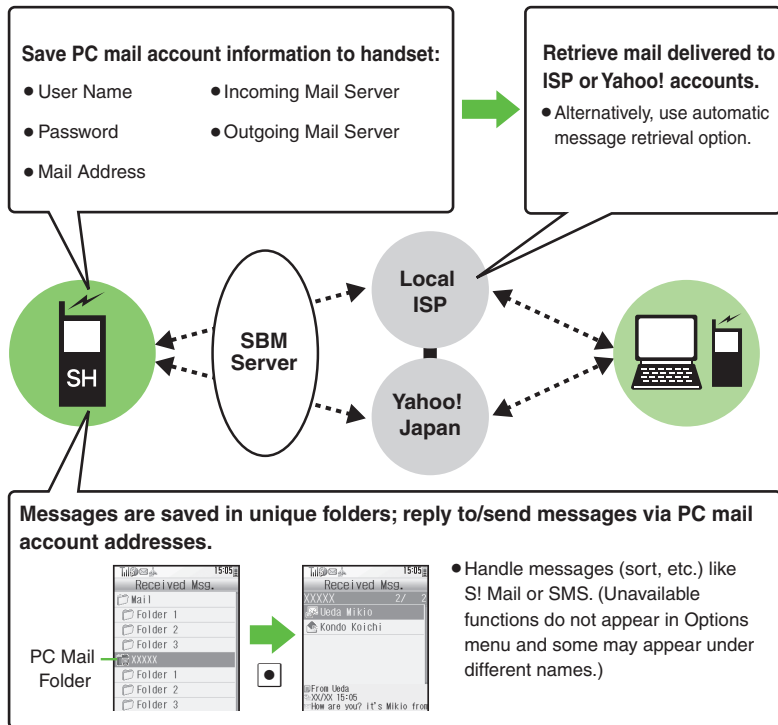 Save PC mail account information to handset:
● User Name
● Incoming Mail Server
● Password
● Outgoing Mail Server
● Mail Address
Retrieve mail delivered to
ISP or Yahoo! accounts.
● Alternatively, use automatic
message retrieval option.
SH
SBM
Server
Local
ISP
Yahoo!
Japan
Messages are saved in unique folders; reply to/send messages via PC mail
account addresses.
15:05
Received Msg.
Mail
Folder 1
Folder 2
Folder 3
XXXXX
Folder 1
Folder 2
Folder 3
PC Mail
Folder
15:05
Received Msg.
XXXXX 2/ 2
Ueda Mikio
Kondo Koichi
From Ueda
XX/XX 15:05
How are you? it's Mikio from
● Handle messages (sort, etc.) like
S! Mail or SMS. (Unavailable
functions do not appear in Options
menu and some may appear under
different names.)